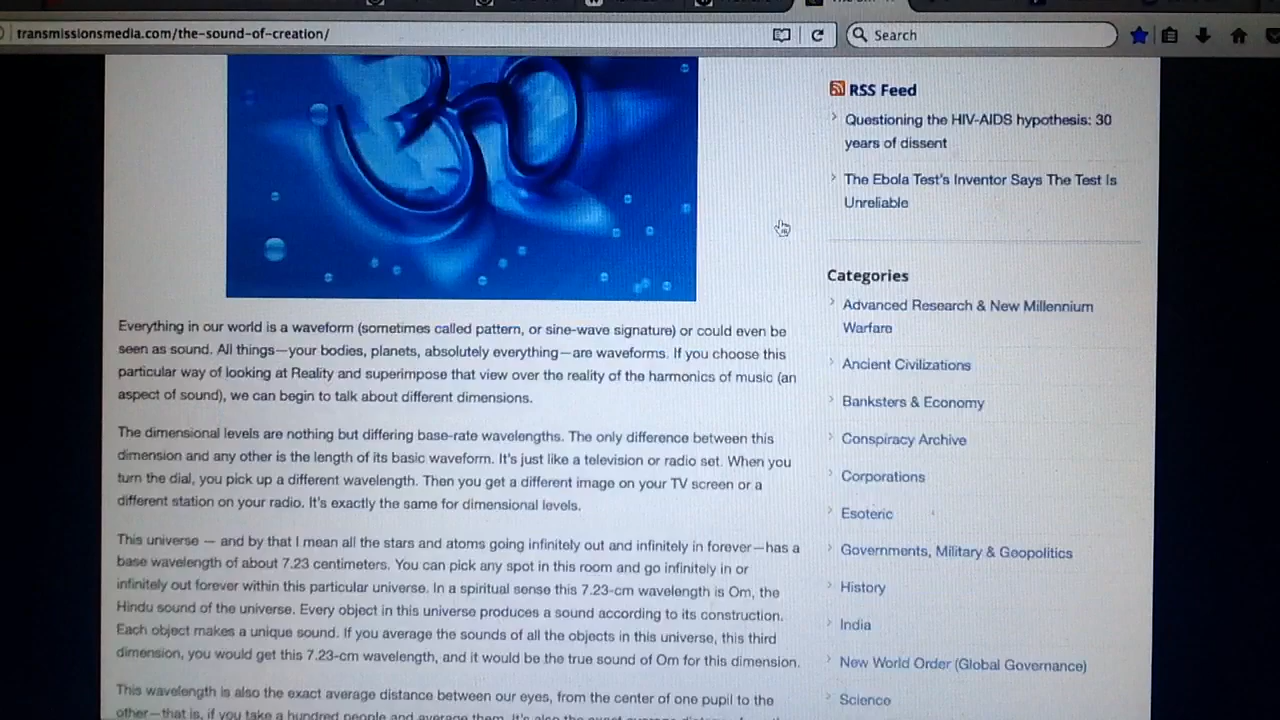 transmissionsmedia.com/the-sound-of-creation/
Search
Everything in our world is a waveform (sometimes called pattern, or sine-wave signature) or could even be
seen as sound. All things—your bodies, planets, absolutely everything—are waveforms. If you choose this
particular way of looking at Reality and superimpose that view over the reality of the harmonics of music (an
aspect of sound), we can begin to talk about different dimensions.
The dimensional levels are nothing but differing base-rate wavelengths. The only difference between this
dimension and any other is the length of its basic waveform. It's just like a television or radio set. When you
turn the dial, you pick up a different wavelength. Then you get a different image on your TV screen or a
different station on your radio. It's exactly the same for dimensional levels.
This universe — and by that I mean all the stars and atoms going infinitely out and infinitely in forever—has a
base wavelength of about 7.23 centimeters. You can pick any spot in this room and go infinitely in or
infinitely out forever within this particular universe. In a spiritual sense this 7.23-cm wavelength is Om, the
Hindu sound of the universe. Every object in this universe produces a sound according to its construction.
Each object makes a unique sound. If you average the sounds of all the objects in this universe, this third
dimension, you would get this 7.23-cm wavelength, and it would be the true sound of Om for this dimension.
This wavelength is also the exact average distance between our eyes, from the center of one pupil to the
other—that is, if you take a hundred people and average them. It's also the exact average
RSS Feed
Questioning the HIV-AIDS hypothesis: 30
years of dissent
The Ebola Test's Inventor Says The Test Is
Unreliable
Categories
Advanced Research & New Millennium
Warfare
Ancient Civilizations
Banksters & Economy
Conspiracy Archive
Corporations
Esoteric
Governments, Military & Geopolitics
History
India
New World Order (Global Governance)
Science